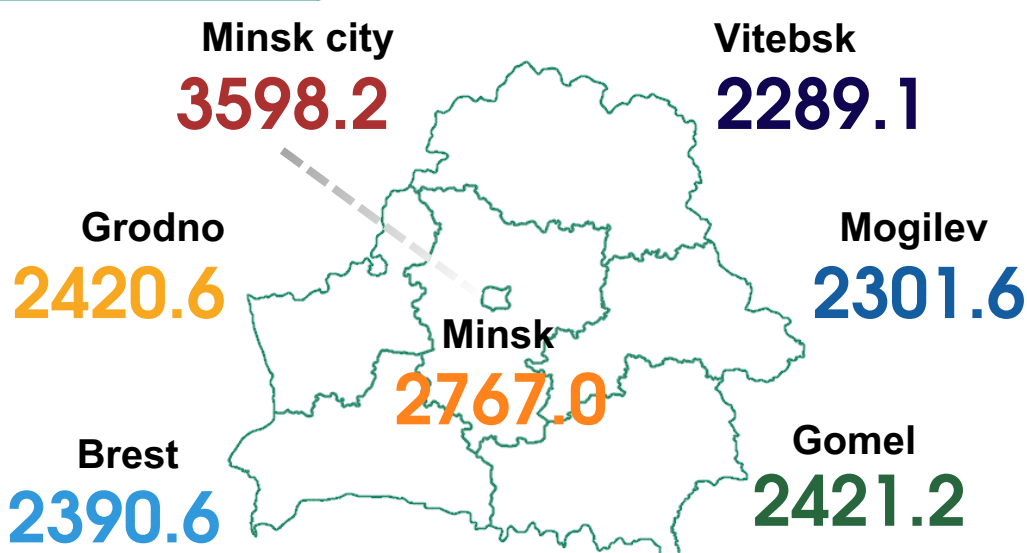 Minsk city
3598.2
Vitebsk
2289.1
Grodno
2420.6
Mogilev
2301.6
Minsk
2767.0
Brest
2390.6
Gomel
2421.2